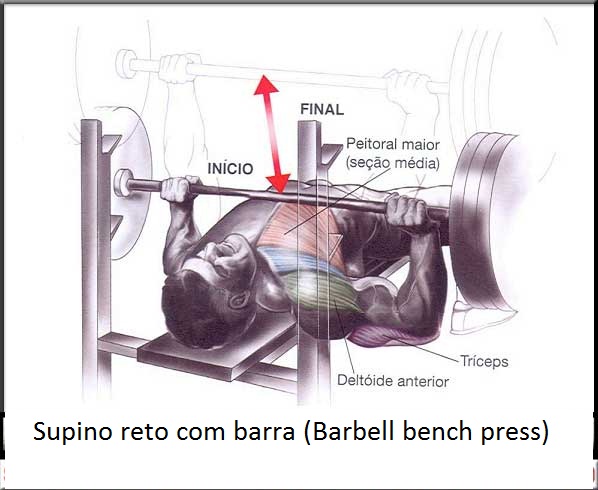 FINAL
Peitoral maior
(seção média)
INÍCIO
Tríceps
Deltóide anterior
Supino reto com barra (Barbell bench press)